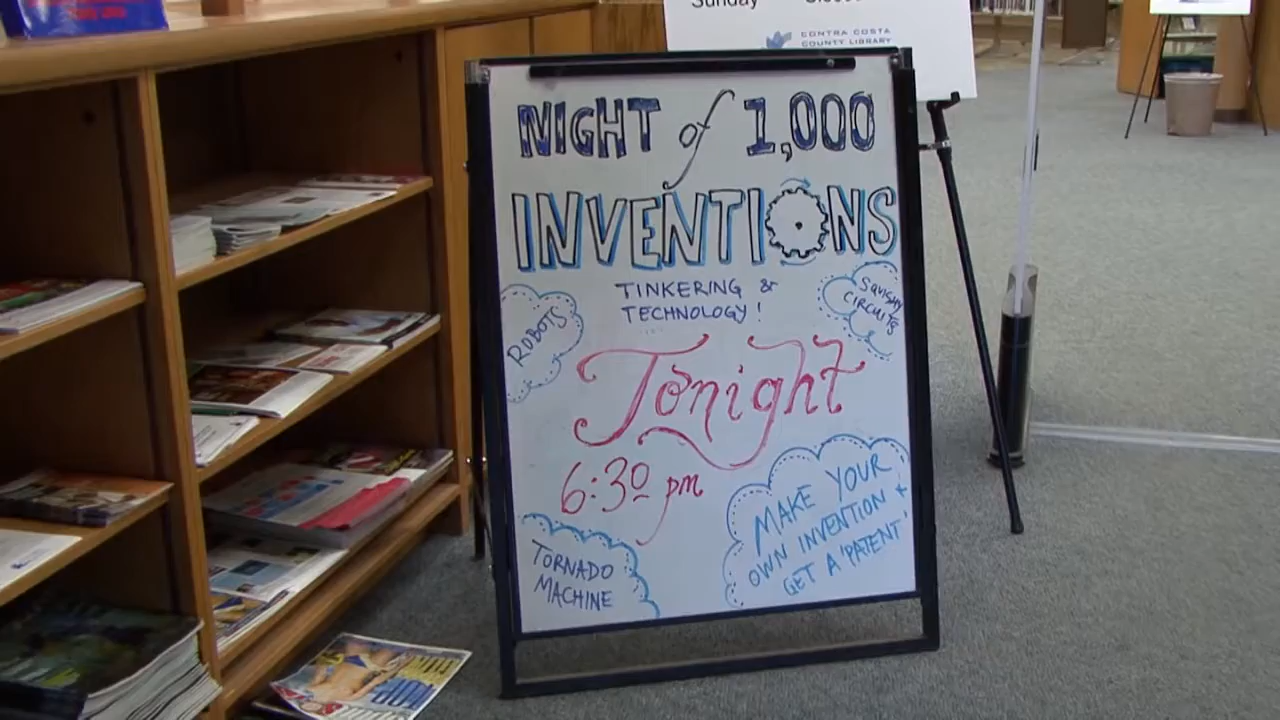 Sunday
CONTRA COSTA
COUNTY LIBRARY
NIGHT of 1,000
INVENTIONS
TINKERING &
TECHNOLOGY!
ROBOTS
SQUISHY
CIRCUITS
Tonight
6:30 pm
TORNADO
MACHINE
MAKE YOUR
OWN INVENTION &
GET A 'PATENT'